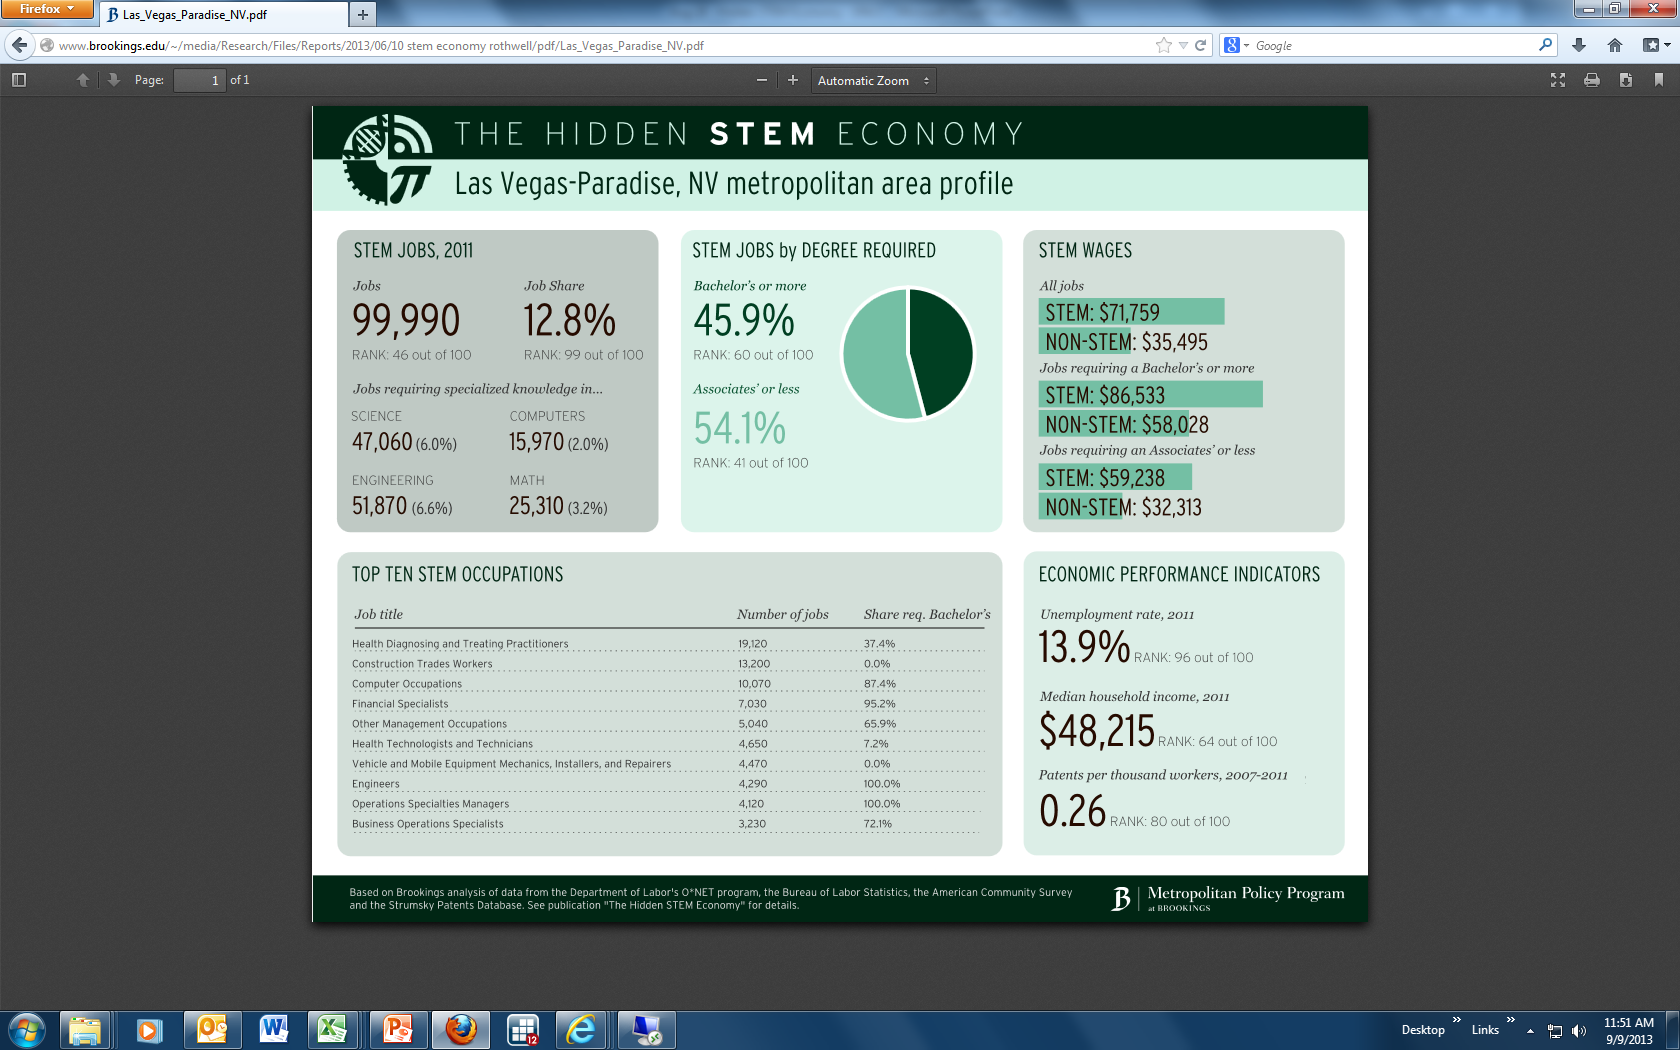 Firefox
Las_Vegas_Paradise_NV.pdf
www.brookings.edu/~/media/Research/Files/Reports/2013/06/10 stem economy rothwell/pdf/Las_Vegas_Paradise_NV.pdf
Google
Page: 1 of 1
Automatic Zoom
THE HIDDEN STEM ECONOMY
Las Vegas-Paradise, NV metropolitan area profile
STEM JOBS, 2011
Jobs Job Share
99,990 12.8%
RANK: 46 out of 100 RANK: 99 out of 100
Jobs requiring specialized knowledge in...
SCIENCE COMPUTERS
47,060 (6.0%) 15,970 (2.0%)
ENGINEERING MATH
51,870 (6.6%) 25,310 (3.2%)
STEM JOBS by DEGREE REQUIRED
Bachelor's or more
45.9%
RANK: 60 out of 100
Associates' or less
54.1%
RANK: 41 out of 100
STEM WAGES
All jobs
STEM: $71,759
NON-STEM: $35,495
Jobs requiring a Bachelor's or more
STEM: $86,533
NON-STEM: $58,028
Jobs requiring an Associates' or less
STEM: $59,238
NON-STEM: $32,313
TOP TEN STEM OCCUPATIONS
Job title Number of jobs Share req. Bachelor's
Health Diagnosing and Treating Practitioners 19,120 37.4%
Construction Trades Workers 13,200 0.0%
Computer Occupations 10,070 87.4%
Financial Specialists 7,030 95.2%
Other Management Occupations 5,040 65.9%
Health Technologists and Technicians 4,650 7.2%
Vehicle and Mobile Equipment Mechanics, Installers, and Repairers 4,470 0.0%
Engineers 4,290 100.0%
Operations Specialties Managers 4,120 100.0%
Business Operations Specialists 3,230 72.1%
ECONOMIC PERFORMANCE INDICATORS
Unemployment rate, 2011
13.9% RANK: 96 out of 100
Median household income, 2011
$48,215 RANK: 64 out of 100
Patents per thousand workers, 2007-2011
0.26 RANK: 80 out of 100
Based on Brookings analysis of data from the Department of Labor's O*NET program, the Bureau of Labor Statistics, the American Community Survey
and the Strumsky Patents Database. See publication "The Hidden STEM Economy" for details.
B Metropolitan Policy Program
at BROOKINGS
12
Desktop Links
11:51 AM
9/9/2013